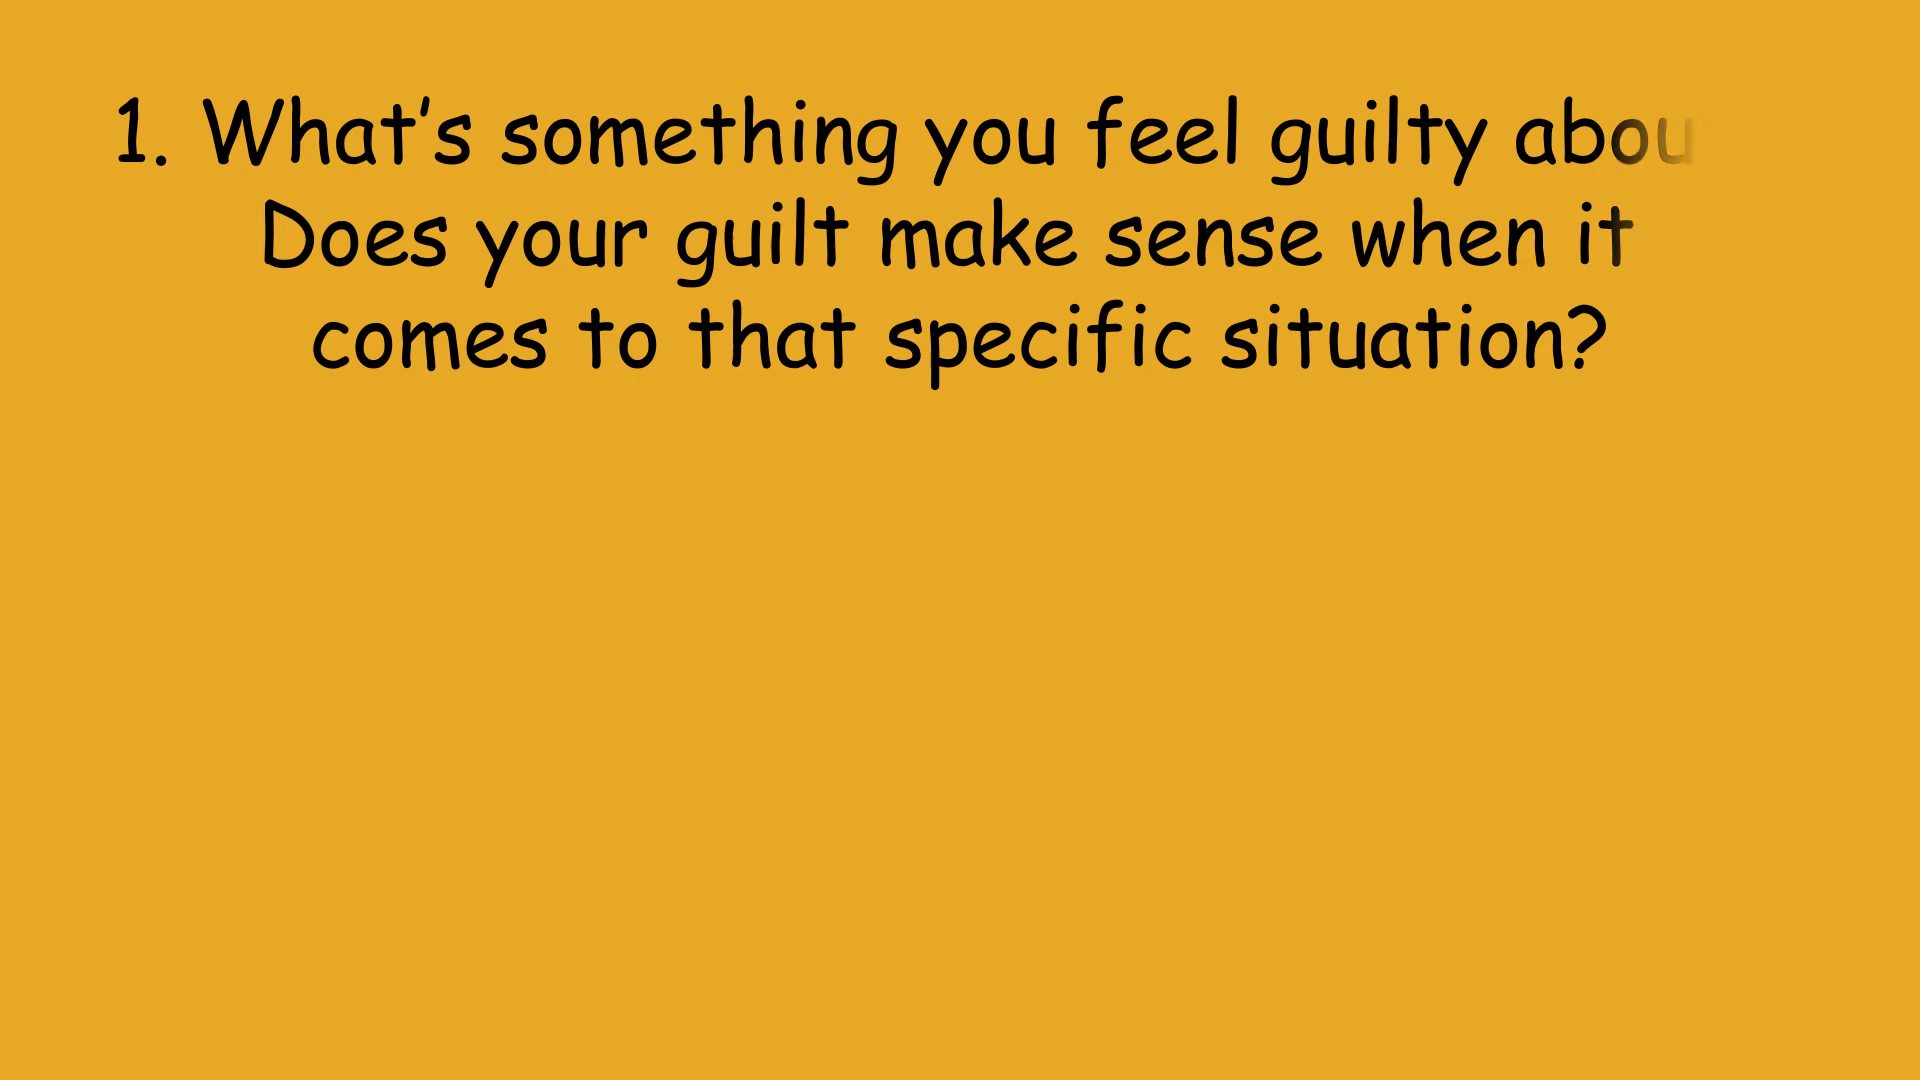 1. What’s something you feel guilty abou
Does your guilt make sense when it
comes to that specific situation?